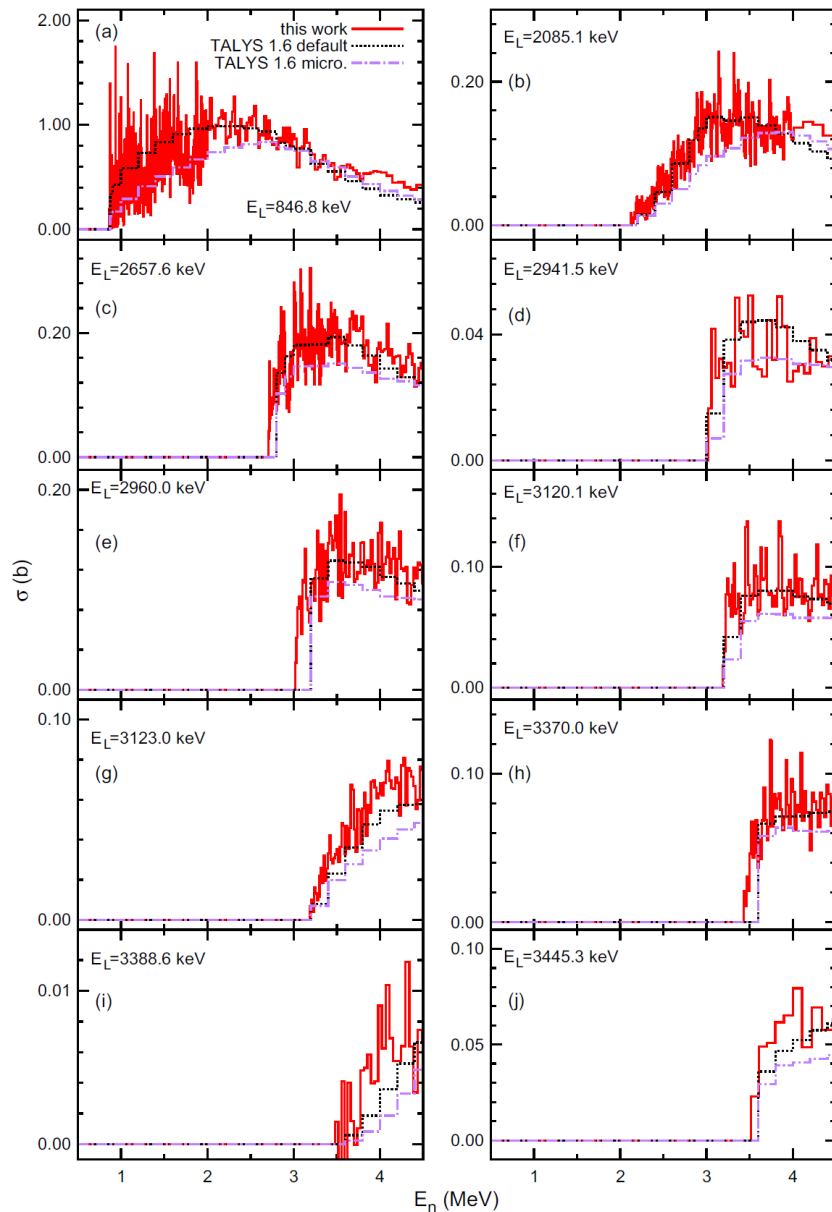 2.00
(a)
this work
TALYS 1.6 default
TALYS 1.6 micro.
1.00
E_L=846.8 keV
0.00
E_L=2085.1 keV
0.20
(b)
0.00
E_L=2657.6 keV
(c)
0.20
0.00
E_L=2941.5 keV
(d)
0.04
0.00
0.20
E_L=2960.0 keV
(e)
0.00
E_L=3120.1 keV
(f)
0.10
0.00
σ (b)
0.10
E_L=3123.0 keV
(g)
0.00
E_L=3370.0 keV
0.10
(h)
0.00
E_L=3388.6 keV
0.01
(i)
0.00
1 2 3 4
0.10
E_L=3445.3 keV
(j)
0.05
0.00
1 2 3 4
E_n (MeV)